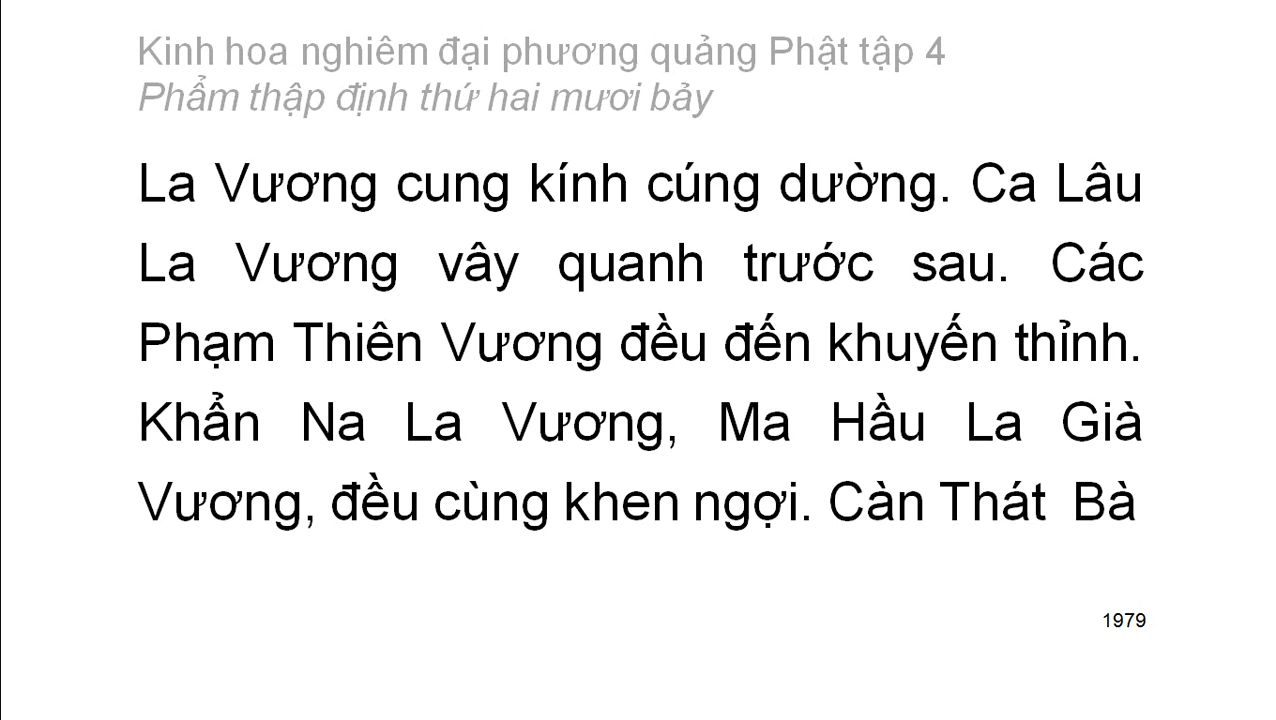 Kinh hoa nghiêm đại phương quảng Phật tập 4
Phẩm thập định thứ hai mươi bảy
La Vương cung kính cúng dường. Ca Lâu
La Vương vây quanh trước sau. Các
Phạm Thiên Vương đều đến khuyến thỉnh.
Khẩn Na La Vương, Ma Hầu La Già
Vương, đều cùng khen ngợi. Càn Thát Bà
1979